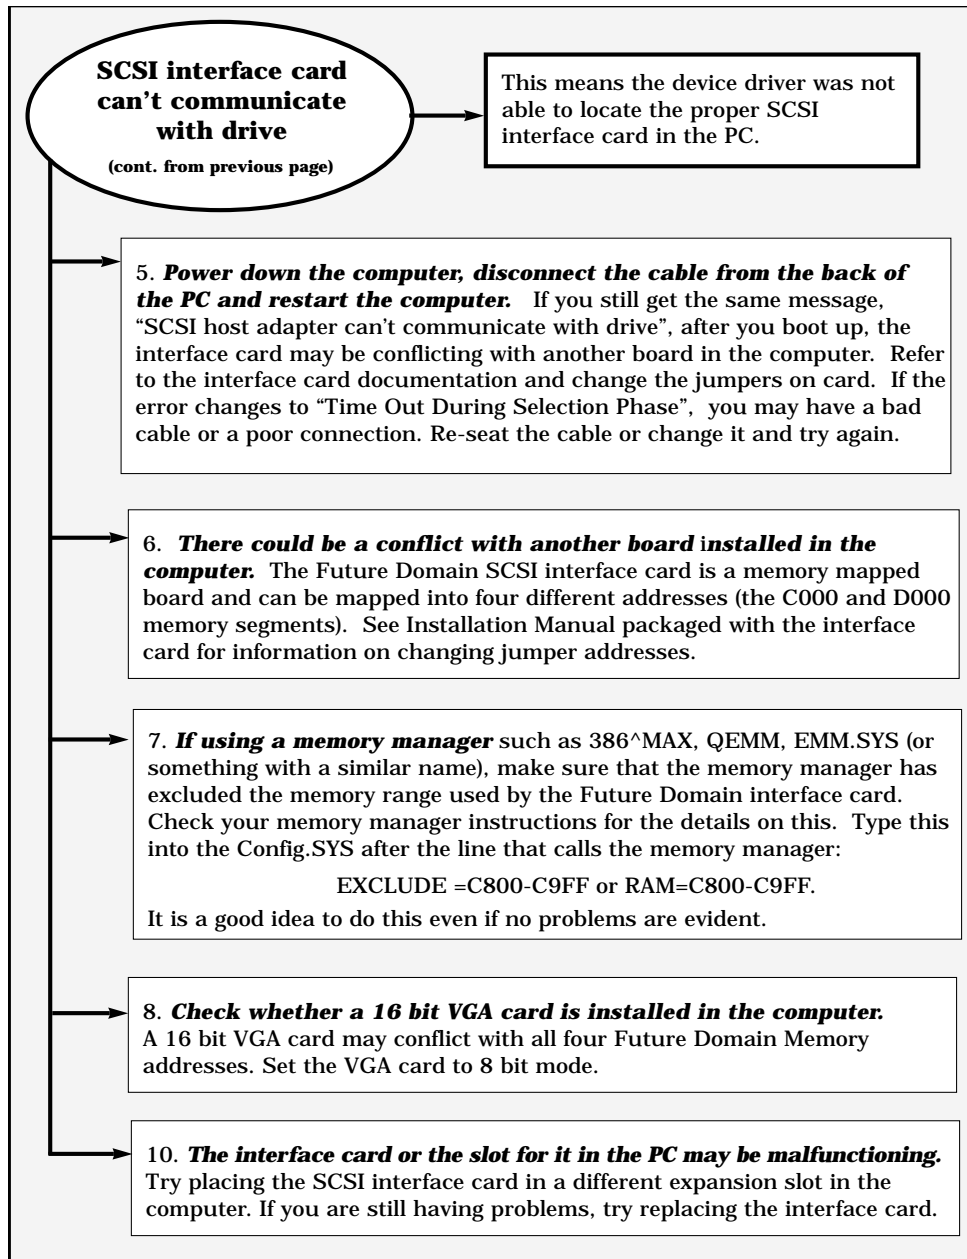 SCSI interface card
can't communicate
with drive
(cont. from previous page)
This means the device driver was not
able to locate the proper SCSI
interface card in the PC.
5. Power down the computer, disconnect the cable from the back of
the PC and restart the computer. If you still get the same message,
“SCSI host adapter can't communicate with drive”, after you boot up, the
interface card may be conflicting with another board in the computer. Refer
to the interface card documentation and change the jumpers on card. If the
error changes to “Time Out During Selection Phase”, you may have a bad
cable or a poor connection. Re-seat the cable or change it and try again.
6. There could be a conflict with another board installed in the
computer. The Future Domain SCSI interface card is a memory mapped
board and can be mapped into four different addresses (the C000 and D000
memory segments). See Installation Manual packaged with the interface
card for information on changing jumper addresses.
7. If using a memory manager such as 386^MAX, QEMM, EMM.SYS (or
something with a similar name), make sure that the memory manager has
excluded the memory range used by the Future Domain interface card.
Check your memory manager instructions for the details on this. Type this
into the Config.SYS after the line that calls the memory manager:
EXCLUDE =C800-C9FF or RAM=C800-C9FF.
It is a good idea to do this even if no problems are evident.
8. Check whether a 16 bit VGA card is installed in the computer.
A 16 bit VGA card may conflict with all four Future Domain Memory
addresses. Set the VGA card to 8 bit mode.
10. The interface card or the slot for it in the PC may be malfunctioning.
Try placing the SCSI interface card in a different expansion slot in the
computer. If you are still having problems, try replacing the interface card.